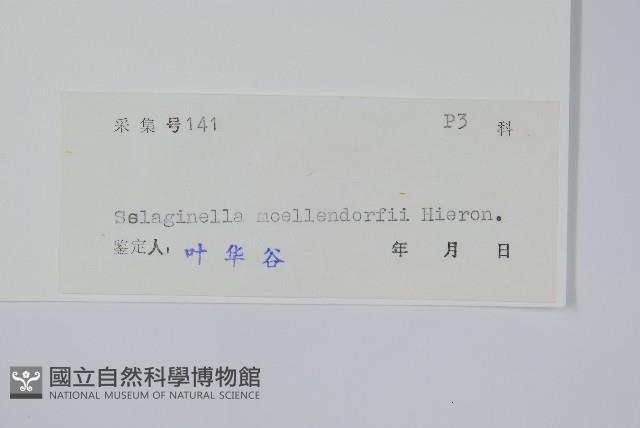 采集号141 P3 科
Selaginella moellendorfii Hieron.
鉴定人: 叶华谷 年 月 日
國立自然科學博物館
NATIONAL MUSEUM OF NATURAL SCIENCE